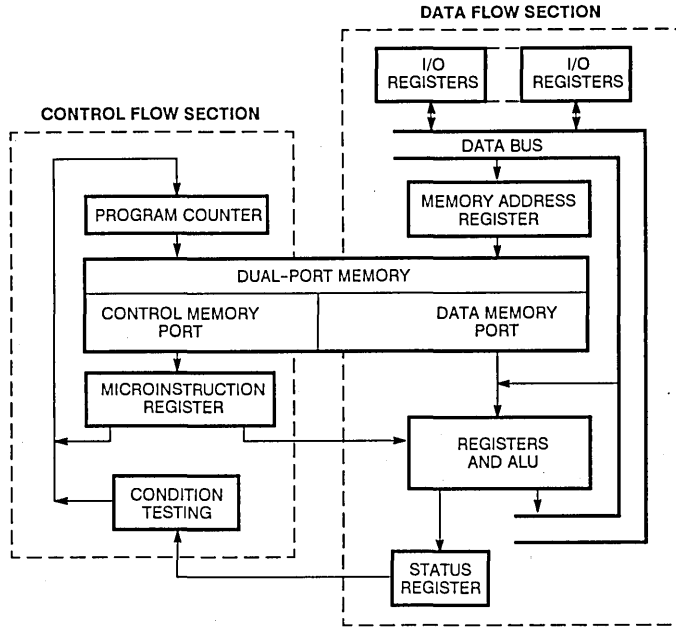 DATA FLOW SECTION
I/O
REGISTERS
I/O
REGISTERS
CONTROL FLOW SECTION
DATA BUS
PROGRAM COUNTER
MEMORY ADDRESS
REGISTER
DUAL-PORT MEMORY
CONTROL MEMORY
PORT
DATA MEMORY
PORT
MICROINSTRUCTION
REGISTER
REGISTERS
AND ALU
CONDITION
TESTING
STATUS
REGISTER